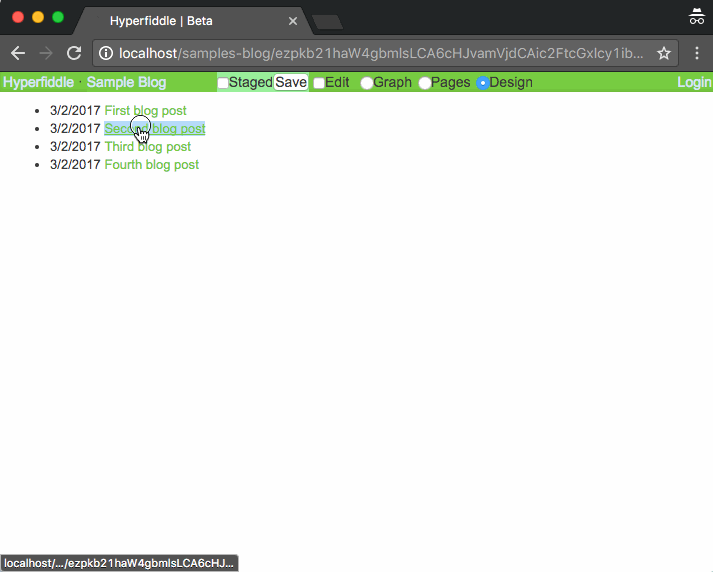 Hyperfiddle | Beta
localhost/samples-blog/ezpkb21haW4gbmlsLCA6cHJvamVjdCAic2FtcGxlcy1ib...
Hyperfiddle · Sample Blog Staged Save Edit Graph Pages Design Login
3/2/2017 First blog post
3/2/2017 Second blog post
3/2/2017 Third blog post
3/2/2017 Fourth blog post
localhost/.../ezpkb21haW4gbmlsLCA6cHJ...